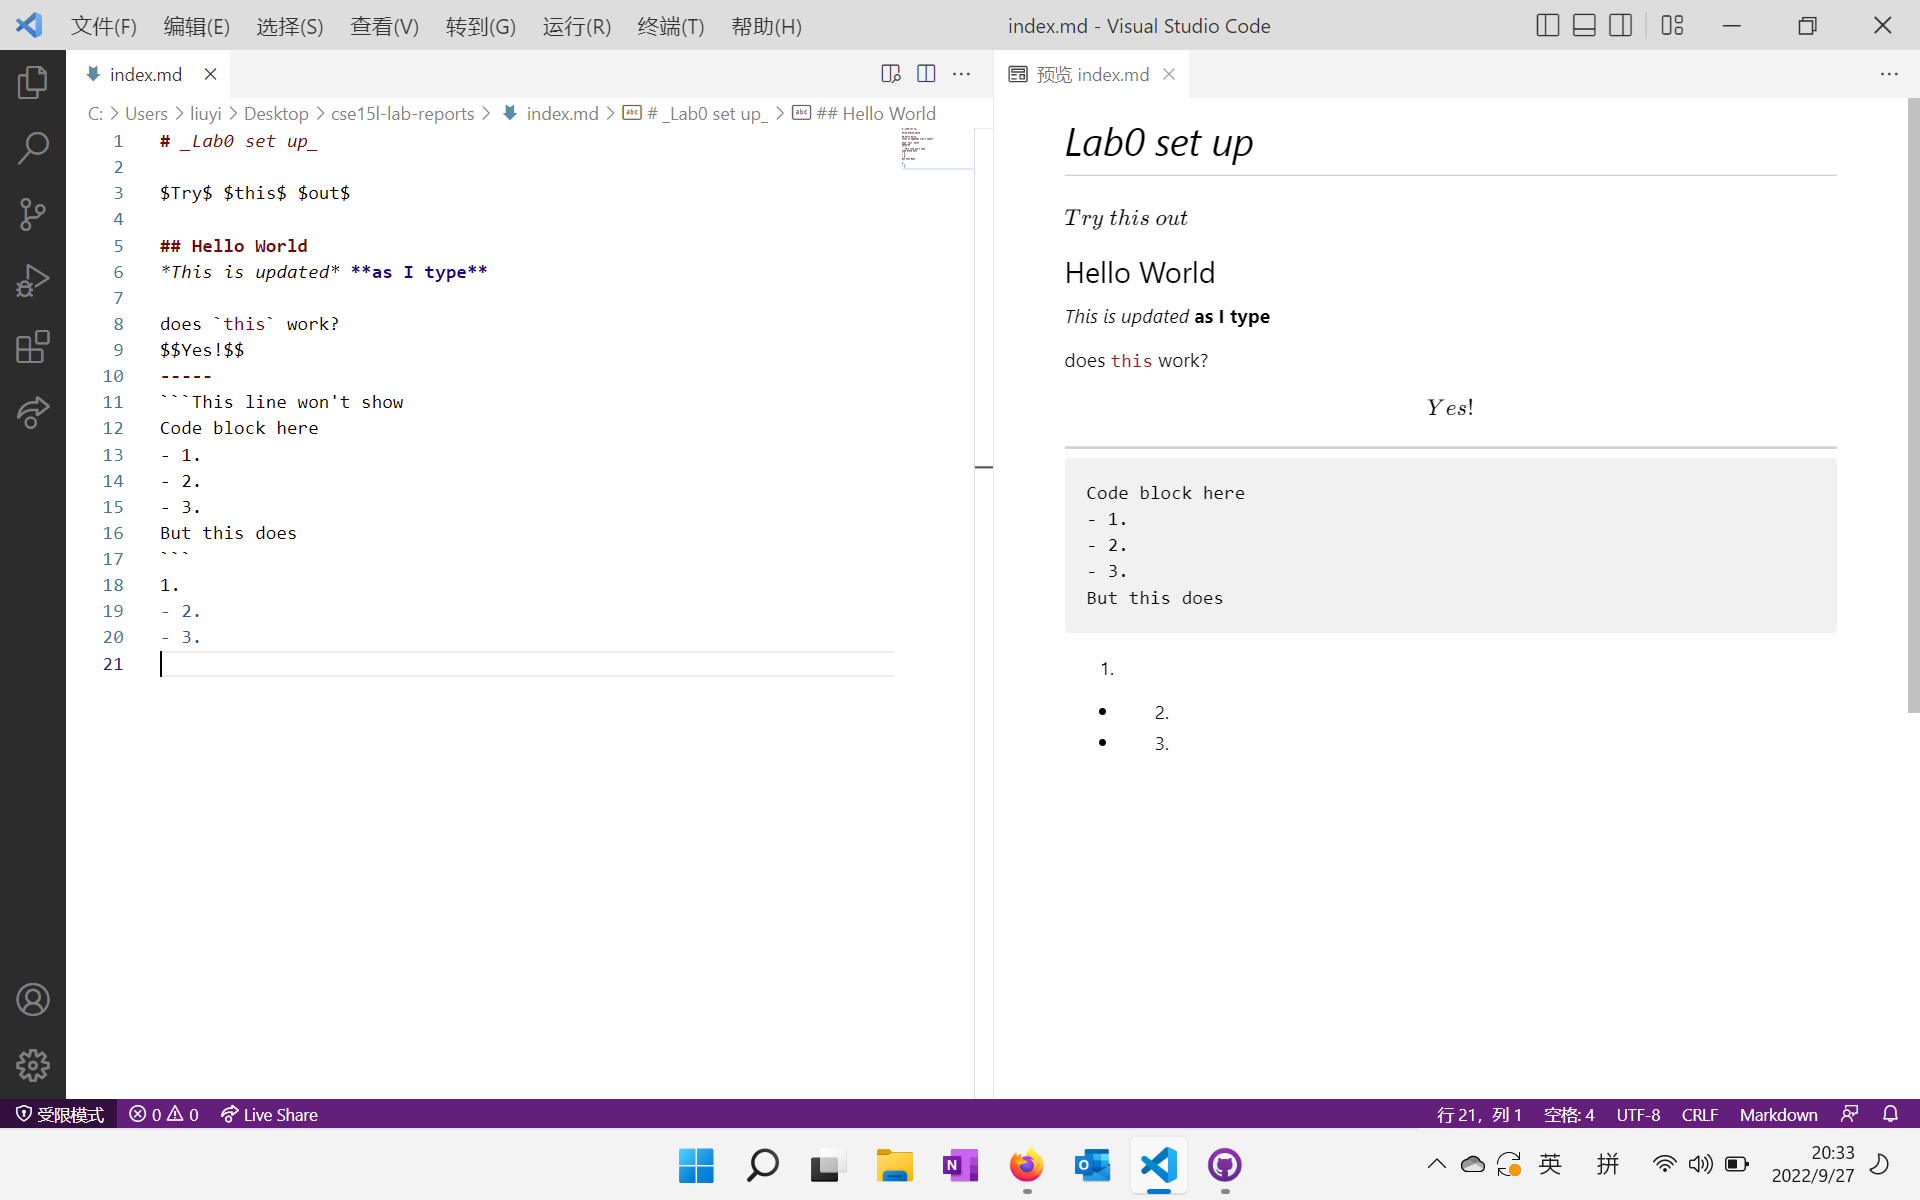 文件(F) 编辑(E) 选择(S) 查看(V) 转到(G) 运行(R) 终端(T) 帮助(H) index.md - Visual Studio Code
index.md
预览 index.md
C: > Users > liuyi > Desktop > cse15l-lab-reports > index.md > # _Lab0 set up_ > ## Hello World
1 # _Lab0 set up_
2
3 $Try$ $this$ $out$
4
5 ## Hello World
6 *This is updated* **as I type**
7
8 does `this` work?
9 $$Yes!$$
10 -----
11 ```This line won't show
12 Code block here
13 - 1.
14 - 2.
15 - 3.
16 But this does
17 ```
18 1.
19 - 2.
20 - 3.
21
Lab0 set up
Try this out
Hello World
This is updated as I type
does this work?
Yes!
Code block here
- 1.
- 2.
- 3.
But this does
1.
• 2.
• 3.
受限模式 0 0 Live Share 行 21，列 1 空格: 4 UTF-8 CRLF Markdown
英 拼 20:33
2022/9/27